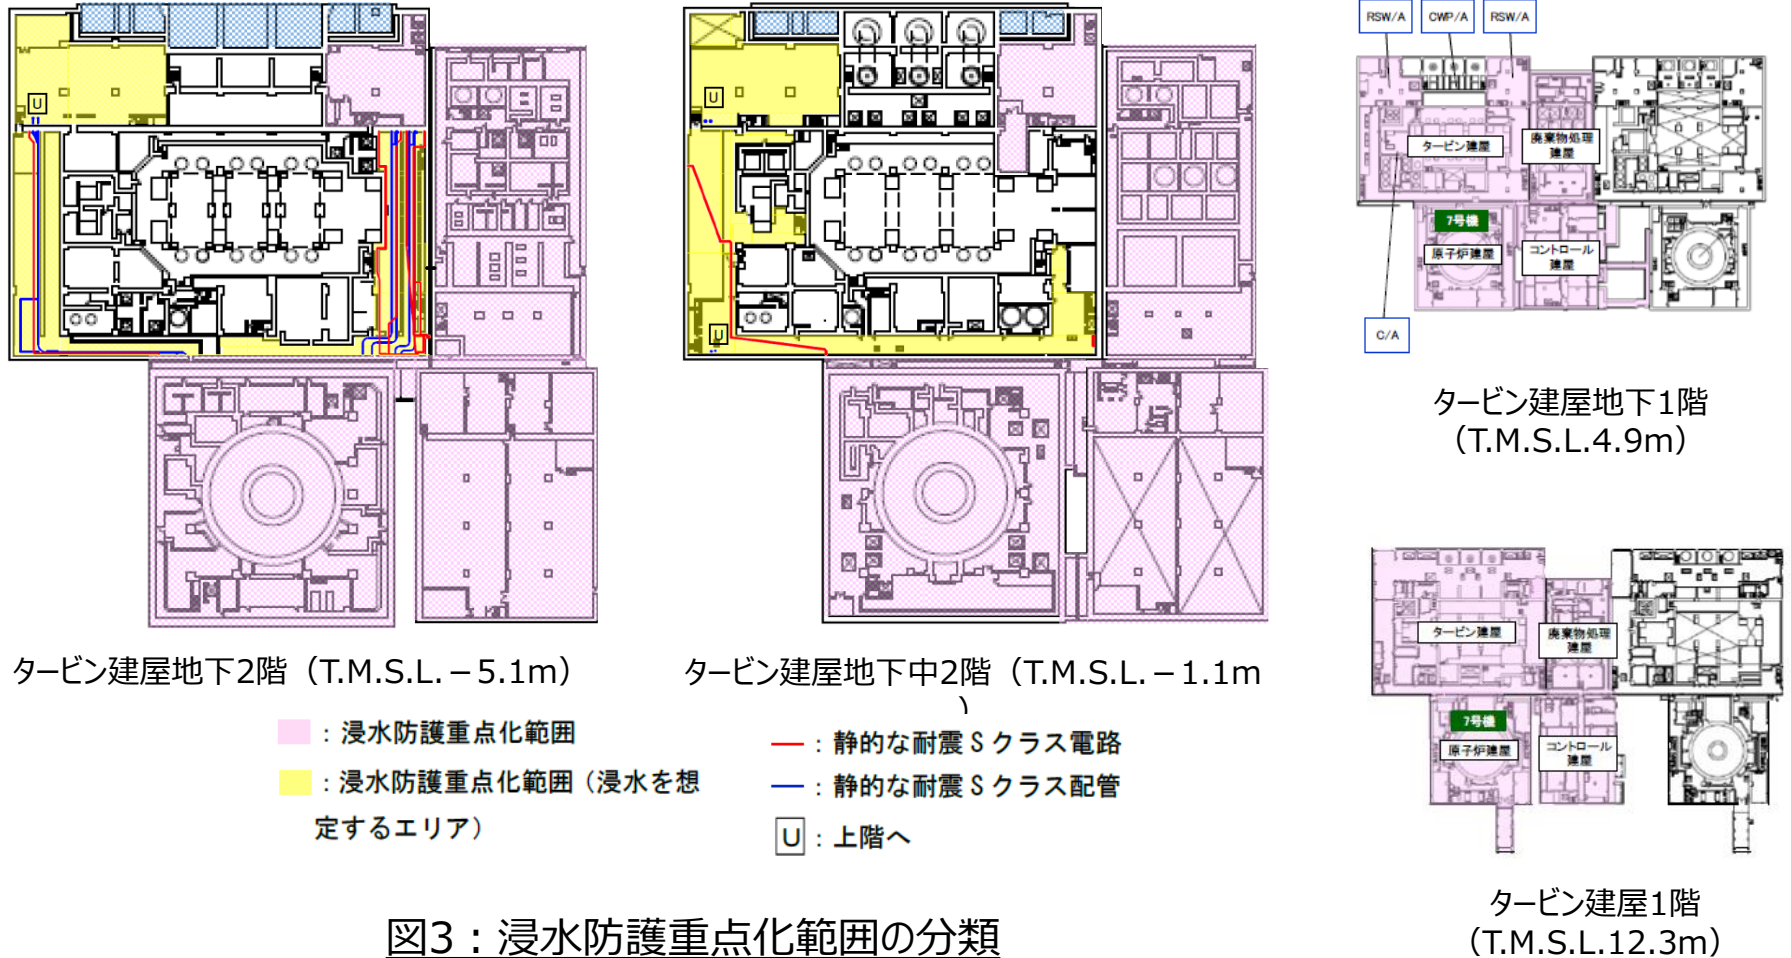 RSW/A
CWP/A
RSW/A
U
U
U
タービン建屋
廃棄物処理
建屋
7号機
原子炉建屋
コントロール
建屋
C/A
タービン建屋地下1階
（T.M.S.L.4.9m）
タービン建屋
廃棄物処理
建屋
7号機
原子炉建屋
コントロール
建屋
タービン建屋1階
（T.M.S.L.12.3m）
タービン建屋地下2階（T.M.S.L.－5.1m）
タービン建屋地下中2階（T.M.S.L.－1.1m
）
：浸水防護重点化範囲
：浸水防護重点化範囲（浸水を想
定するエリア）
：静的な耐震Ｓクラス電路
：静的な耐震Ｓクラス配管
U：上階へ
図3：浸水防護重点化範囲の分類